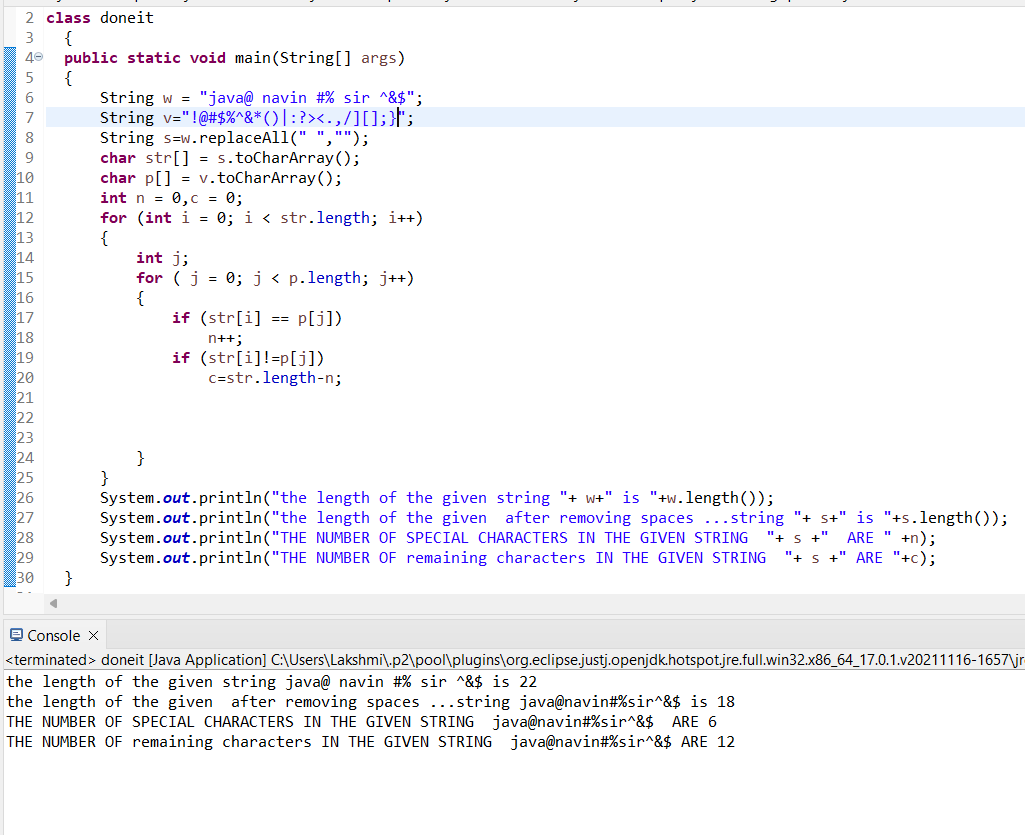 2 class doneit
3 {
4 public static void main(String[] args)
5 {
6 String w = "java@ navin #% sir ^&$";
7 String v="!@#$%^&*()|:?><.,/][];}";
8 String s=w.replaceAll(" ","");
9 char str[] = s.toCharArray();
10 char p[] = v.toCharArray();
11 int n = 0,c = 0;
12 for (int i = 0; i < str.length; i++)
13 {
14 int j;
15 for ( j = 0; j < p.length; j++)
16 {
17 if (str[i] == p[j])
18 n++;
19 if (str[i]!=p[j])
20 c=str.length-n;
21
22
23
24 }
25 }
26 System.out.println("the length of the given string "+ w+" is "+w.length());
27 System.out.println("the length of the given  after removing spaces ...string "+ s+" is "+s.length());
28 System.out.println("THE NUMBER OF SPECIAL CHARACTERS IN THE GIVEN STRING  "+ s +"  ARE " +n);
29 System.out.println("THE NUMBER OF remaining characters IN THE GIVEN STRING  "+ s +" ARE "+c);
30 }
Console
<terminated> doneit [Java Application] C:\Users\Lakshmi\.p2\pool\plugins\org.eclipse.justj.openjdk.hotspot.jre.full.win32.x86_64_17.0.1.v20211116-1657\jr
the length of the given string java@ navin #% sir ^&$ is 22
the length of the given  after removing spaces ...string java@navin#%sir^&$ is 18
THE NUMBER OF SPECIAL CHARACTERS IN THE GIVEN STRING  java@navin#%sir^&$  ARE 6
THE NUMBER OF remaining characters IN THE GIVEN STRING  java@navin#%sir^&$ ARE 12